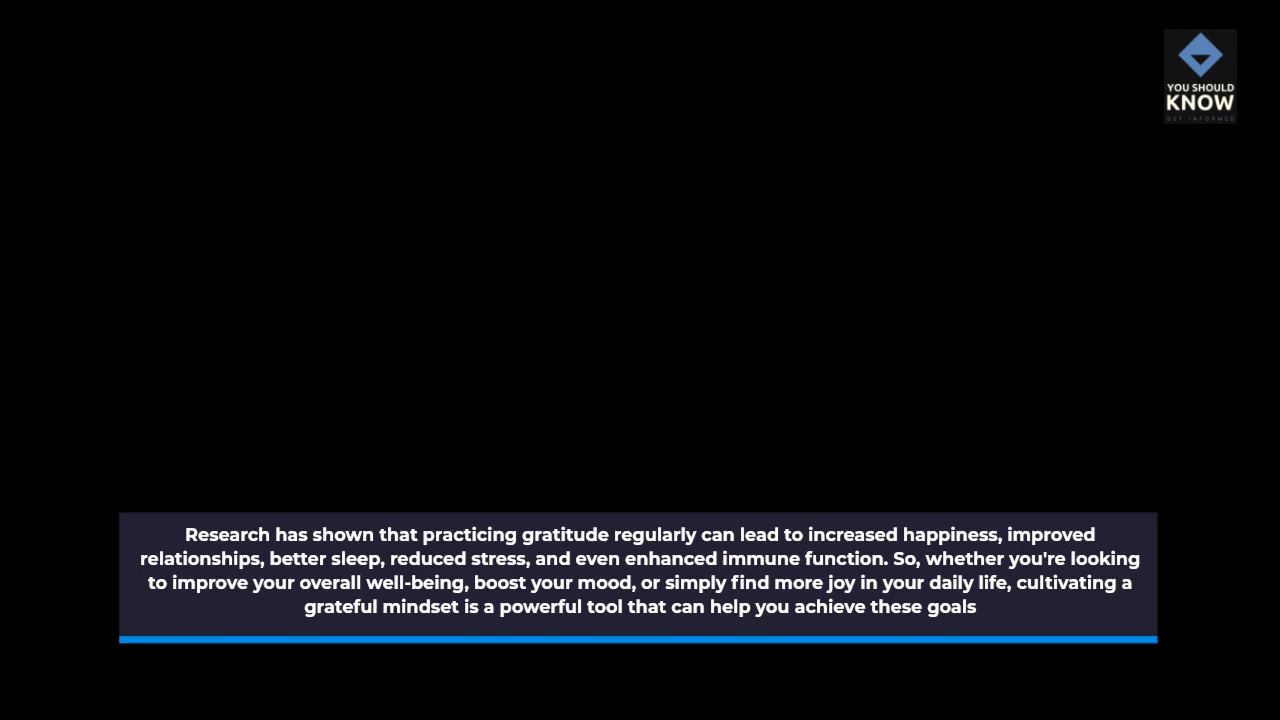 YOU SHOULD
KNOW
GET INFORMED
Research has shown that practicing gratitude regularly can lead to increased happiness, improved
relationships, better sleep, reduced stress, and even enhanced immune function. So, whether you're looking
to improve your overall well-being, boost your mood, or simply find more joy in your daily life, cultivating a
grateful mindset is a powerful tool that can help you achieve these goals